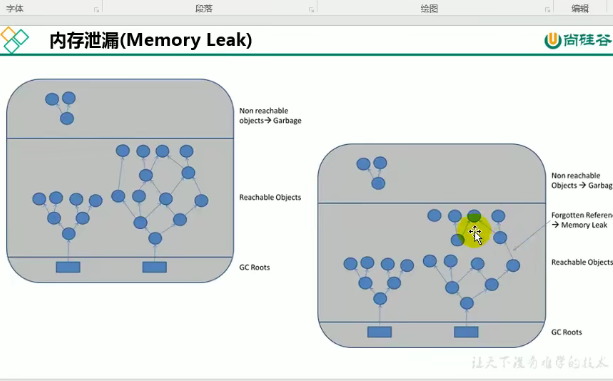 字体
段落
绘图
编辑
内存泄漏(Memory Leak)
尚硅谷
Non reachable
objects→ Garbage
Reachable Objects
GC Roots
Non reachable
Objects → Garbag
Forgotten Referen
→ Memory Leak
Reachable Objects
GC Roots
让天下没有难学的技术